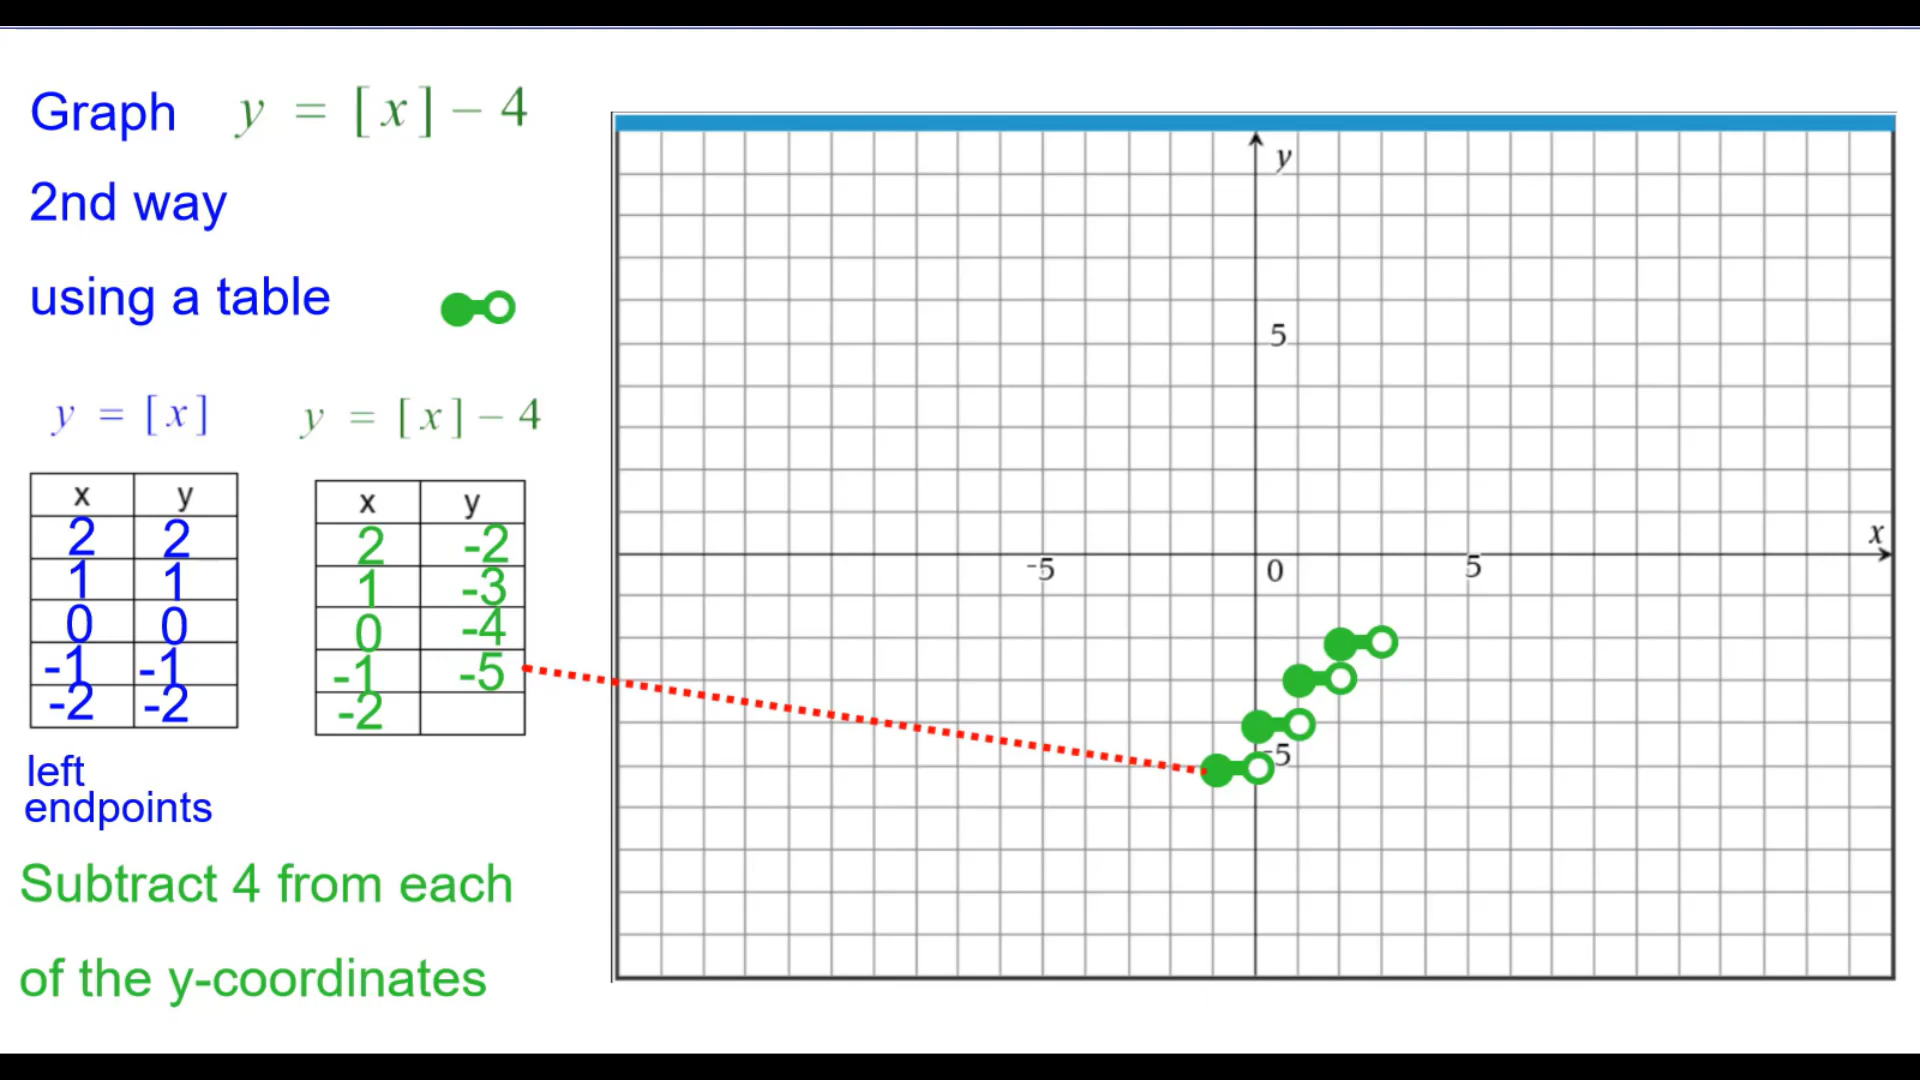 Graph y = [x] − 4
2nd way
using a table
y = [x]
x y
2 2
1 1
0 0
-1 -1
-2 -2
left
endpoints
y = [x] − 4
x y
2 -2
1 -3
0 -4
-1 -5
-2
Subtract 4 from each
of the y-coordinates
y
5
x
-5 0 5
-5